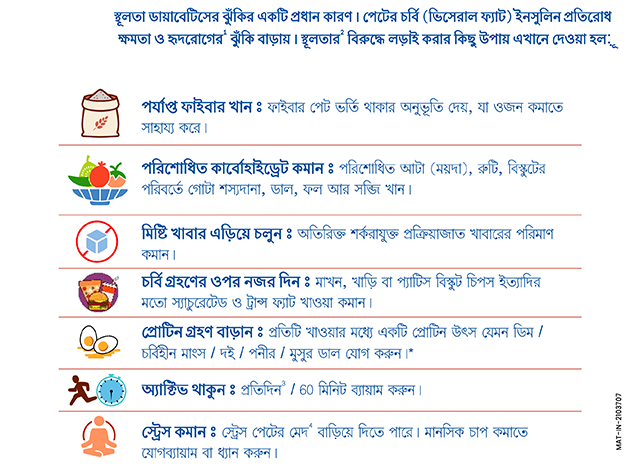 স্থূলতা ডায়াবেটিসের ঝুঁকির একটি প্রধান কারণ। পেটের চর্বি (ভিসেরাল ফ্যাট) ইনসুলিন প্রতিরোধ
ক্ষমতা ও হৃদরোগের¹ ঝুঁকি বাড়ায়। স্থূলতার² বিরুদ্ধে লড়াই করার কিছু উপায় এখানে দেওয়া হল:
পর্যাপ্ত ফাইবার খান : ফাইবার পেট ভর্তি থাকার অনুভূতি দেয়, যা ওজন কমাতে
সাহায্য করে।
পরিশোধিত কার্বোহাইড্রেট কমান : পরিশোধিত আটা (ময়দা), রুটি, বিস্কুটের
পরিবর্তে গোটা শস্যদানা, ডাল, ফল আর সব্জি খান।
মিষ্টি খাবার এড়িয়ে চলুন : অতিরিক্ত শর্করাযুক্ত প্রক্রিয়াজাত খাবারের পরিমাণ
কমান।
চর্বি গ্রহণের ওপর নজর দিন : মাখন, খাড়ি বা প্যাটিস বিস্কুট চিপস ইত্যাদির
মতো স্যাচুরেটেড ও ট্রান্স ফ্যাট খাওয়া কমান।
প্রোটিন গ্রহণ বাড়ান : প্রতিটি খাওয়ার মধ্যে একটি প্রোটিন উৎস যেমন ডিম /
চর্বিহীন মাংস / দই / পনীর / মুসুর ডাল যোগ করুন।*
অ্যাক্টিভ থাকুন : প্রতিদিন³ / 60 মিনিট ব্যায়াম করুন।
স্ট্রেস কমান : স্ট্রেস পেটের মেদ⁴ বাড়িয়ে দিতে পারে। মানসিক চাপ কমাতে
যোগব্যায়াম বা ধ্যান করুন।
MAT-IN-2103707